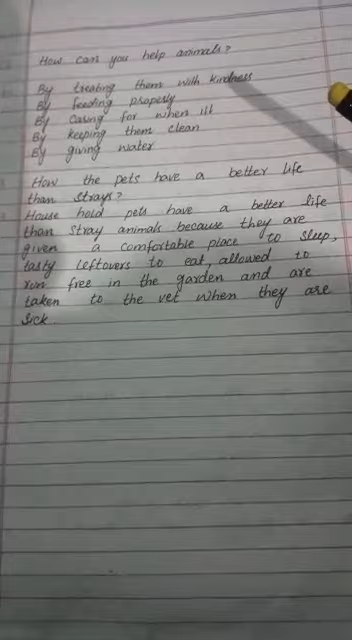 How can you help animals?
By treating them with kindness
By feeding properly
By caring for when ill
By keeping them clean
By giving water
How the pets have a better life
than strays?
House hold pets have a better life
than stray animals because they are
given a comfortable place to sleep,
tasty leftovers to eat, allowed to
run free in the garden and are
taken to the vet when they are
sick